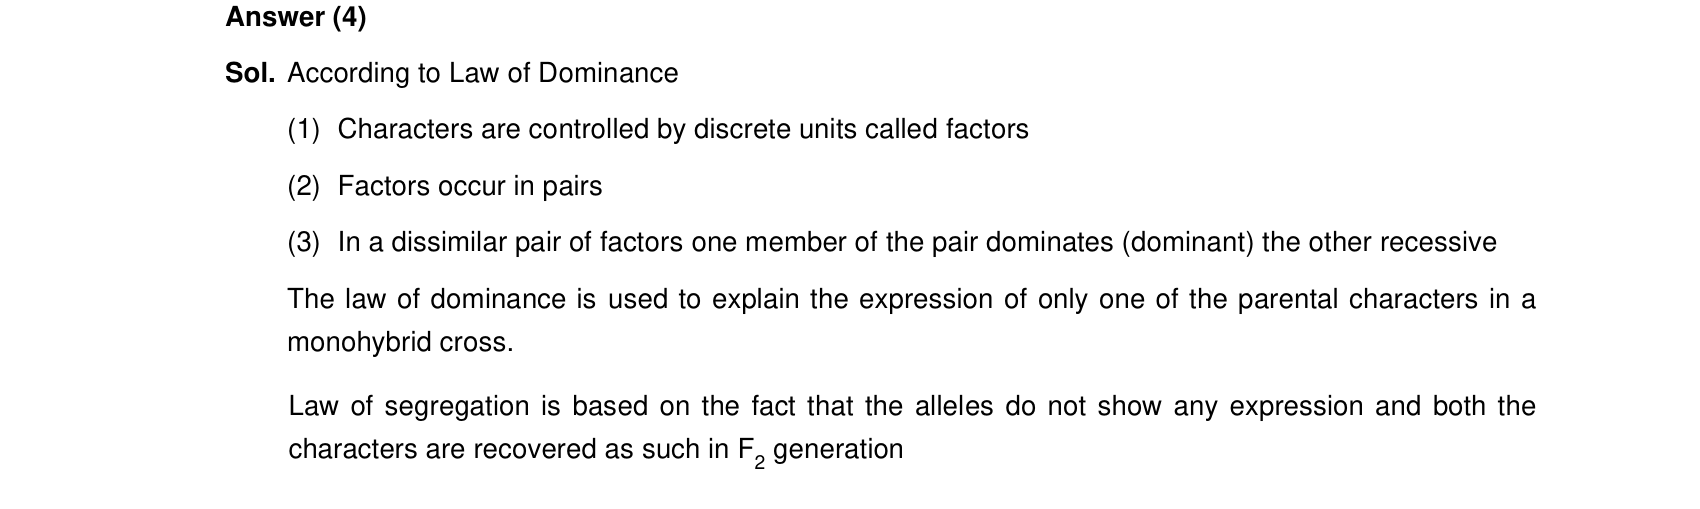 Answer (4)
Sol. According to Law of Dominance
(1) Characters are controlled by discrete units called factors
(2) Factors occur in pairs
(3) In a dissimilar pair of factors one member of the pair dominates (dominant) the other recessive
The law of dominance is used to explain the expression of only one of the parental characters in a
monohybrid cross.
Law of segregation is based on the fact that the alleles do not show any expression and both the
characters are recovered as such in F₂ generation